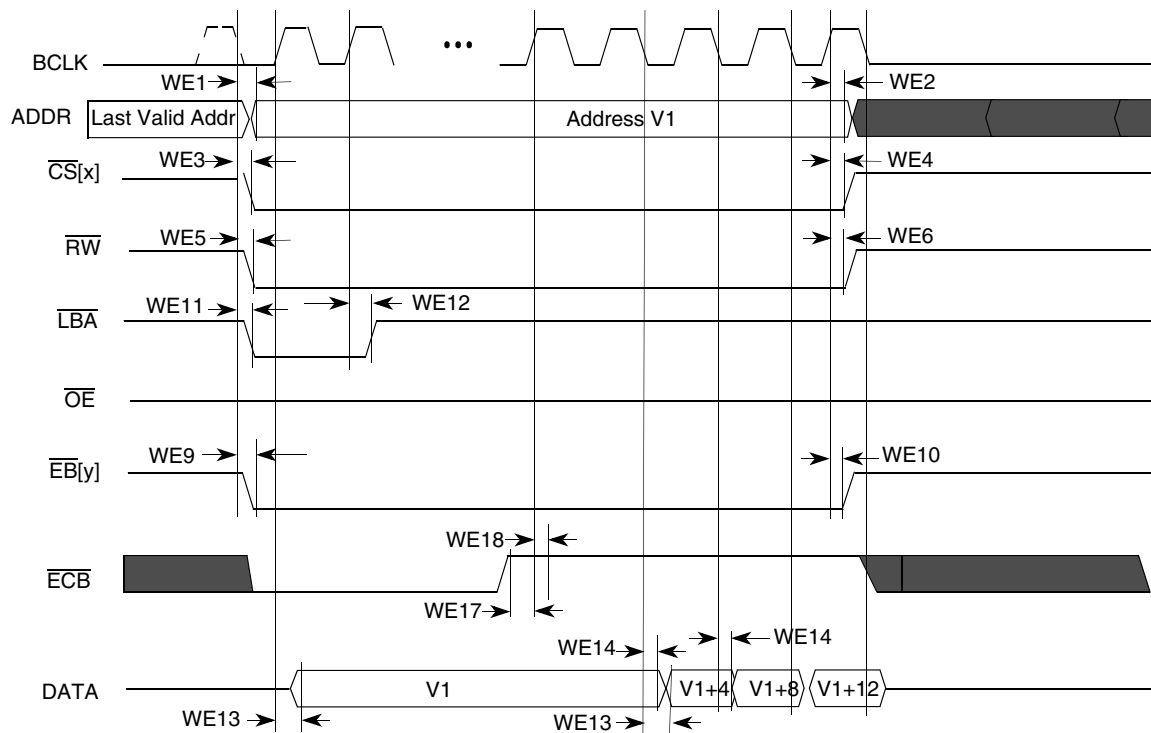 BCLK
...
WE1
WE2
ADDR
Last Valid Addr
Address V1
WE3
WE4
CS[x]
WE5
WE6
RW
WE11
WE12
LBA
OE
WE9
WE10
EB[y]
WE18
ECB
WE17
WE14
WE14
DATA
V1
V1+4
V1+8
V1+12
WE13
WE13